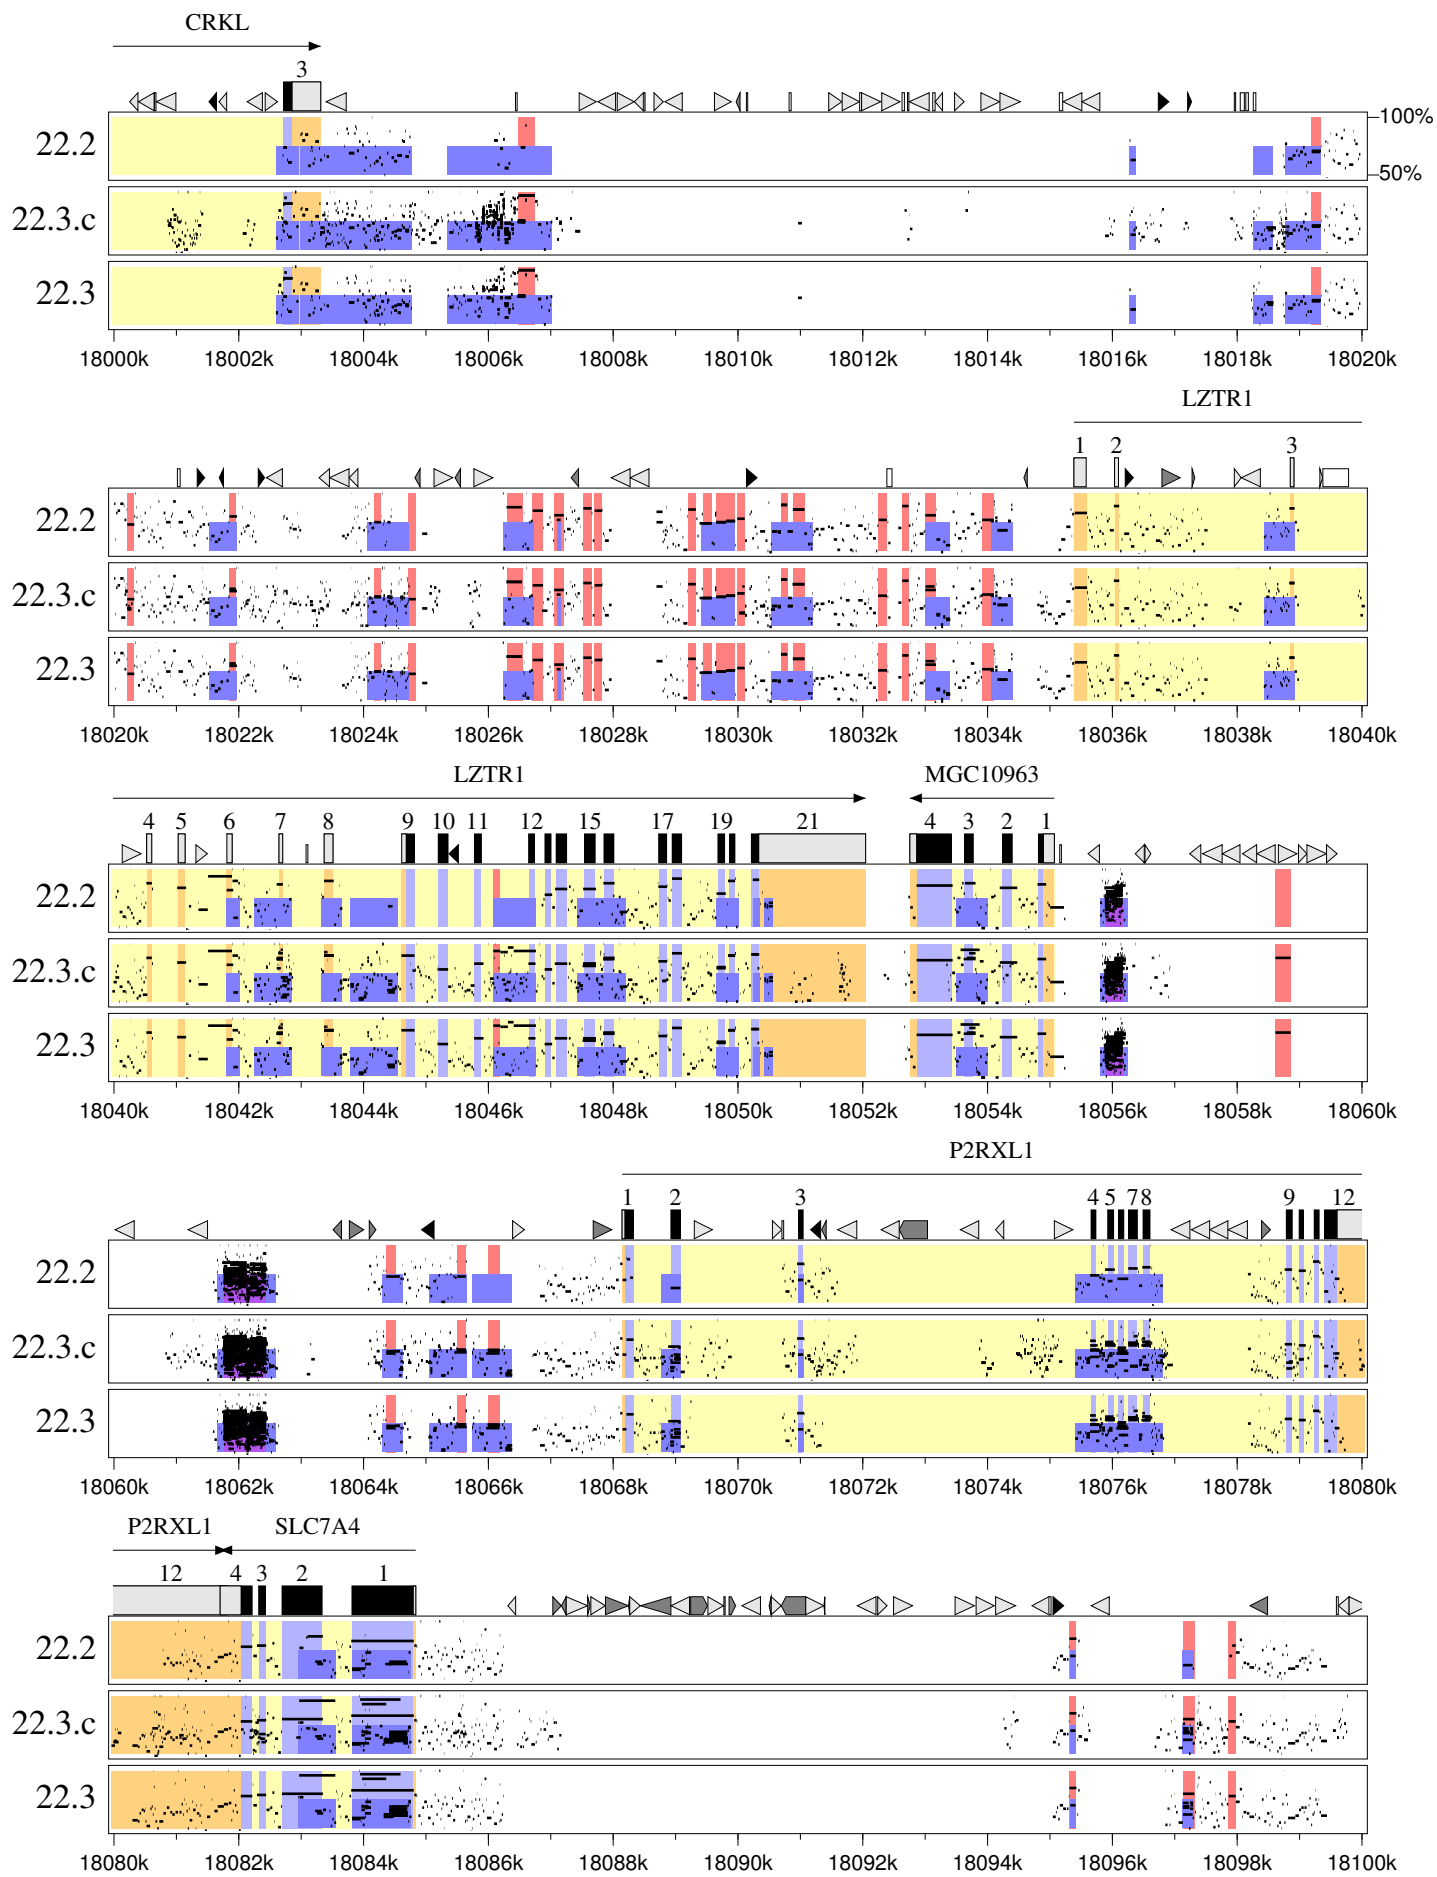 CRKL
3
22.2
100%
50%
22.3.c
22.3
18000k 18002k 18004k 18006k 18008k 18010k 18012k 18014k 18016k 18018k 18020k
LZTR1
1 2 3
22.2
22.3.c
22.3
18020k 18022k 18024k 18026k 18028k 18030k 18032k 18034k 18036k 18038k 18040k
LZTR1 MGC10963
4 5 6 7 8 9 10 11 12 15 17 19 21 4 3 2 1
22.2
22.3.c
22.3
18040k 18042k 18044k 18046k 18048k 18050k 18052k 18054k 18056k 18058k 18060k
P2RXL1
1 2 3 4 5 7 8 9 12
22.2
22.3.c
22.3
18060k 18062k 18064k 18066k 18068k 18070k 18072k 18074k 18076k 18078k 18080k
P2RXL1 SLC7A4
12 4 3 2 1
22.2
22.3.c
22.3
18080k 18082k 18084k 18086k 18088k 18090k 18092k 18094k 18096k 18098k 18100k